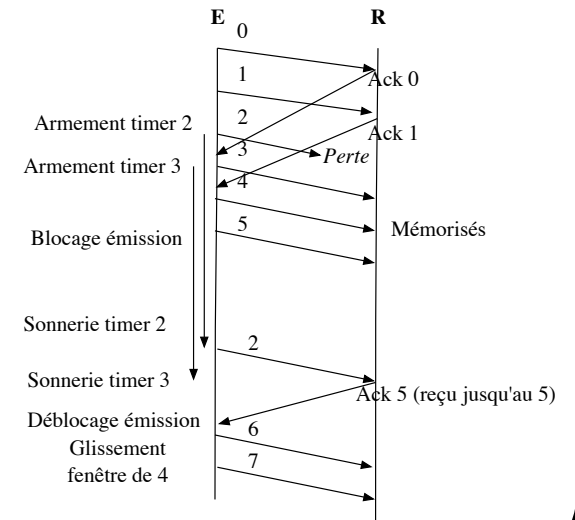 E R
0
Ack 0
1
2
Armement timer 2
Ack 1
3
Perte
Armement timer 3
4
5
Mémorisés
Blocage émission
Sonnerie timer 2
2
Sonnerie timer 3
Ack 5 (reçu jusqu'au 5)
Déblocage émission
6
Glissement
fenêtre de 4
7